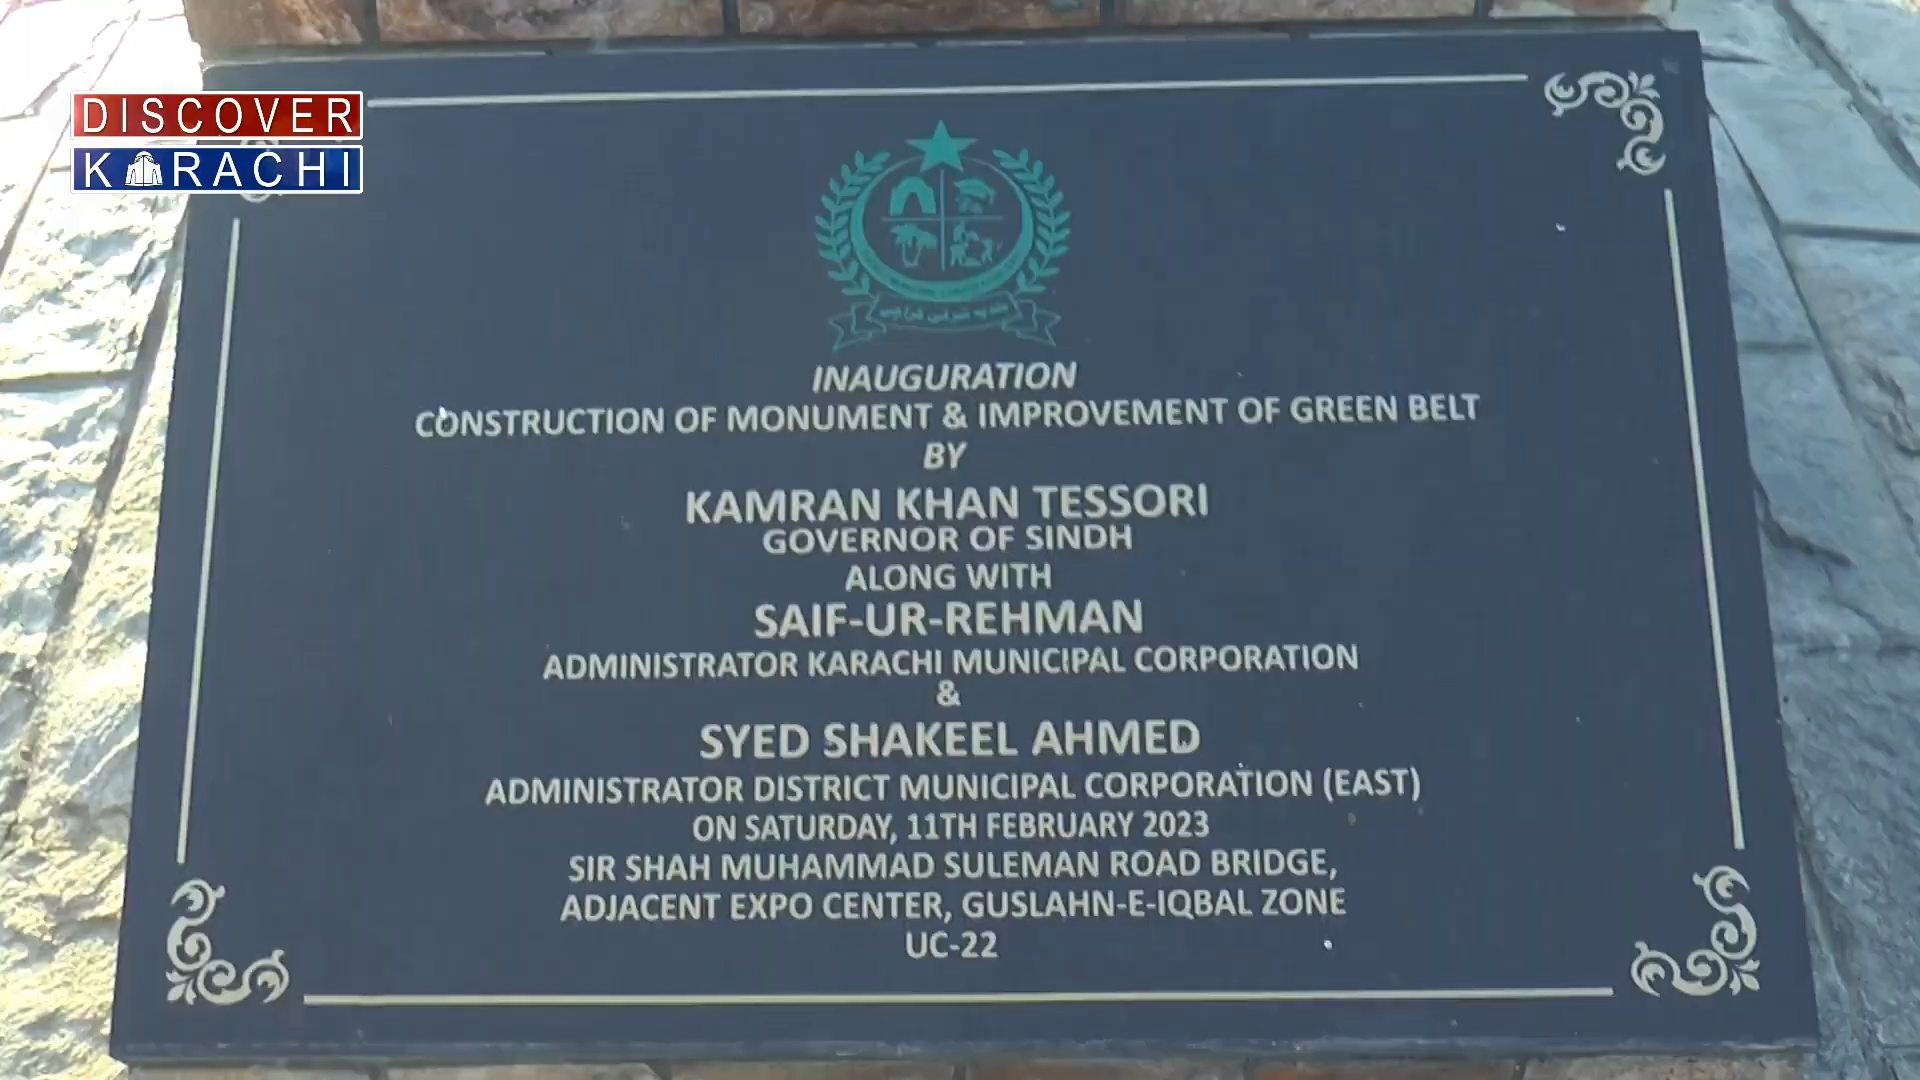 DISCOVER
KARACHI
INAUGURATION
CONSTRUCTION OF MONUMENT & IMPROVEMENT OF GREEN BELT
BY
KAMRAN KHAN TESSORI
GOVERNOR OF SINDH
ALONG WITH
SAIF-UR-REHMAN
ADMINISTRATOR KARACHI MUNICIPAL CORPORATION
&
SYED SHAKEEL AHMED
ADMINISTRATOR DISTRICT MUNICIPAL CORPORATION (EAST)
ON SATURDAY, 11TH FEBRUARY 2023
SIR SHAH MUHAMMAD SULEMAN ROAD BRIDGE,
ADJACENT EXPO CENTER, GUSLAHN-E-IQBAL ZONE
UC-22